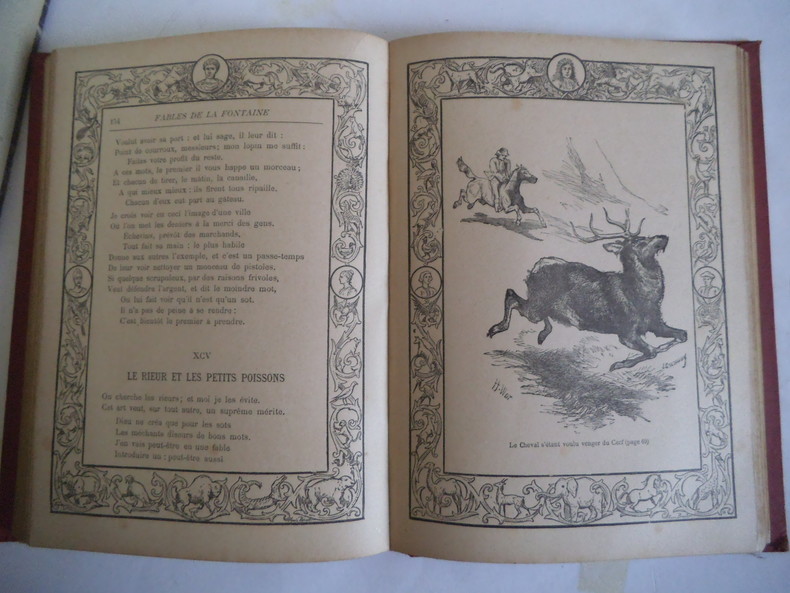 154 FABLES DE LA FONTAINE
Voulut avoir sa part ; et lui sage, il leur dit :
Point de courroux, messieurs ; mon lopin me suffit ;
Faites votre profit du reste.
A ces mots, le premier il vous happe un morceau ;
Et chacun de tirer, le mâtin, la canaille,
A qui mieux mieux : ils firent tous ripaille,
Chacun d'eux eut part au gâteau.
Je crois voir en ceci l'image d'une ville
Où l'on met les deniers à la merci des gens.
Échevins, prévôt des marchands,
Tout fait sa main : le plus habile
Donne aux autres l'exemple, et c'est un passe-temps
De leur voir nettoyer un monceau de pistoles.
Si quelque scrupuleux, par des raisons frivoles,
Veut défendre l'argent, et dit le moindre mot,
On lui fait voir qu'il n'est qu'un sot.
Il n'a pas de peine à se rendre :
C'est bientôt le premier à prendre.
XCV
LE RIEUR ET LES PETITS POISSONS
On cherche les rieurs ; et moi je les évite.
Cet art veut, sur tout autre, un suprême mérite.
Dieu ne créa que pour les sots
Les méchants diseurs de bons mots.
J'en vais peut-être en une fable
Introduire un ; peut-être aussi
Le Cheval s'étant voulu venger du Cerf (page 69)